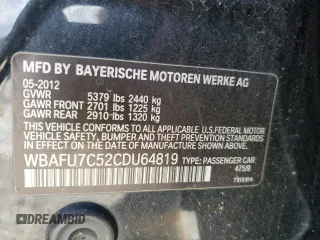 MFD BY BAYERISCHE MOTOREN WERKE AG
05-2012
GVWR 5379 lbs 2440 kg
GAWR FRONT 2701 lbs 1225 kg
GAWR REAR 2910 lbs 1320 kg
THIS VEHICLE CONFORMS TO ALL APPLICABLE U.S. FEDERAL MOTOR VEHICLE SAFETY, BUMPER, AND THEFT PREVENTION STANDARDS IN EFFECT ON THE DATE OF MANUFACTURE SHOWN ABOVE.
WBAFU7C52CDU64819 TYPE: PASSENGER CAR
475/8